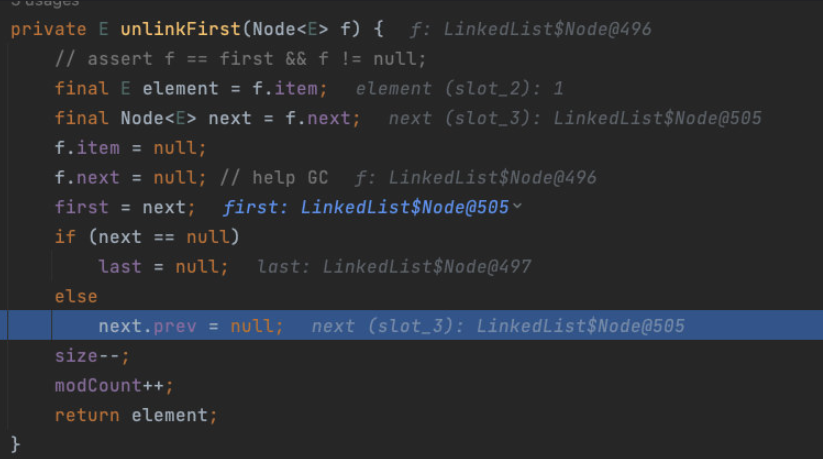 5 usages
private E unlinkFirst(Node<E> f) {   f: LinkedList$Node@496
// assert f == first && f != null;
final E element = f.item;   element (slot_2): 1
final Node<E> next = f.next;   next (slot_3): LinkedList$Node@505
f.item = null;
f.next = null; // help GC   f: LinkedList$Node@496
first = next;   first: LinkedList$Node@505
if (next == null)
last = null;   last: LinkedList$Node@497
else
next.prev = null;   next (slot_3): LinkedList$Node@505
size--;
modCount++;
return element;
}